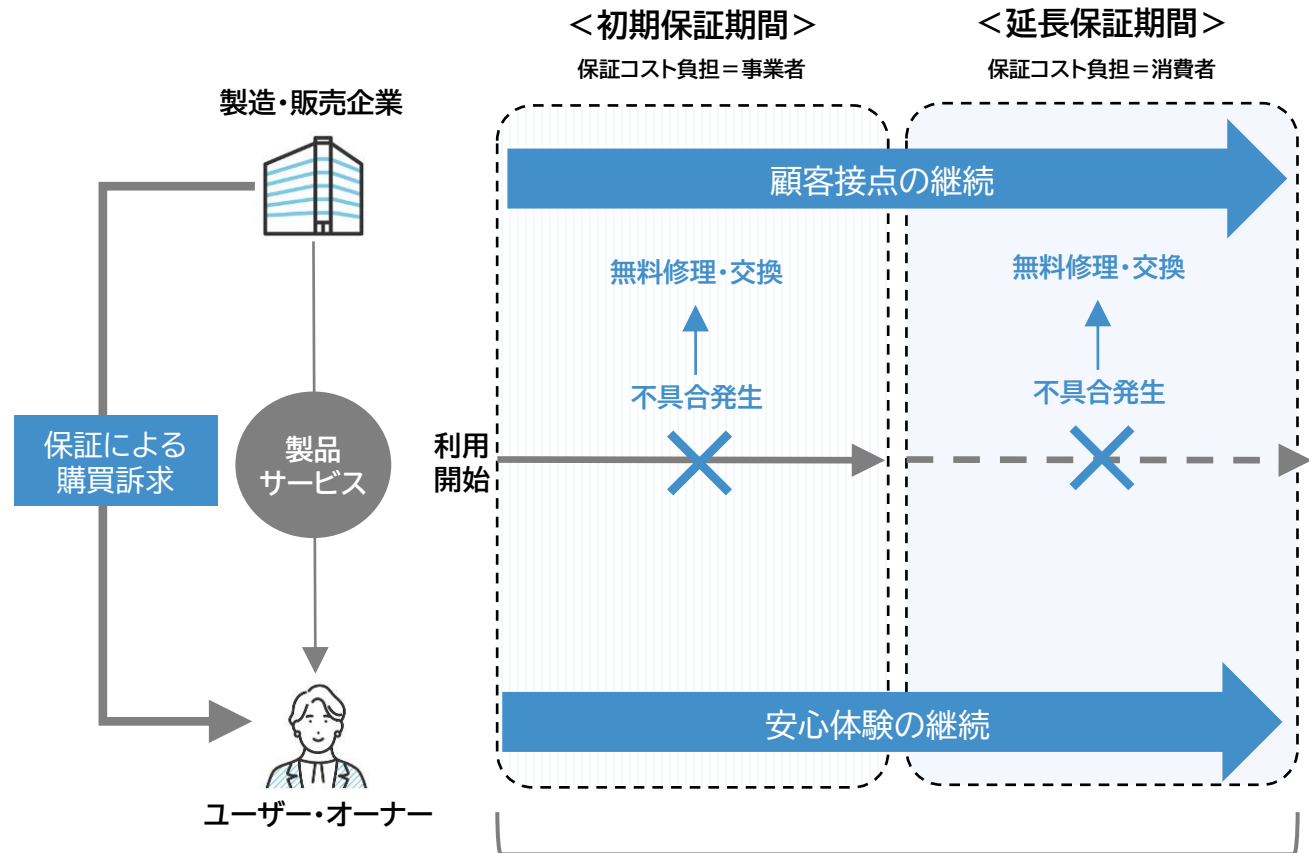 ＜初期保証期間＞
保証コスト負担＝事業者
＜延長保証期間＞
保証コスト負担＝消費者
製造・販売企業
顧客接点の継続
無料修理・交換
無料修理・交換
不具合発生
不具合発生
保証による
購買訴求
製品
サービス
利用
開始
安心体験の継続
ユーザー・オーナー